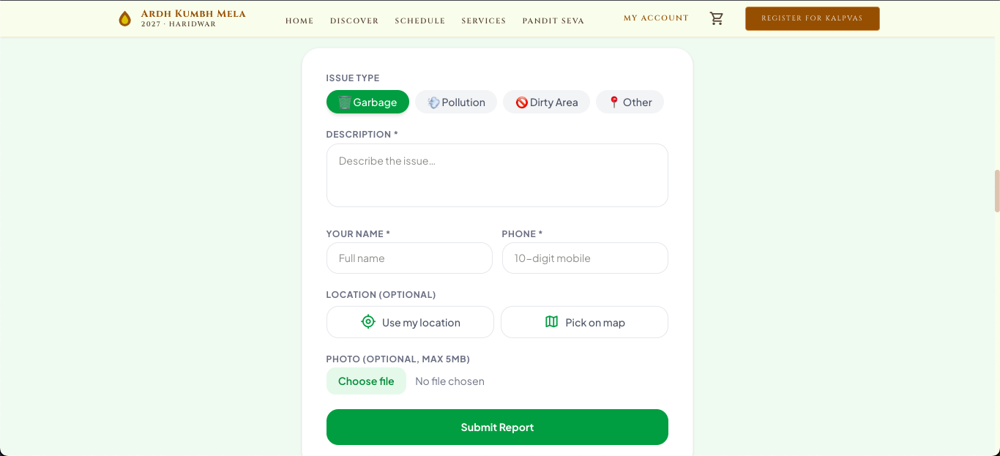 Ardh Kumbh Mela
2027 · Haridwar
HOME DISCOVER SCHEDULE SERVICES PANDIT SEVA MY ACCOUNT REGISTER FOR KALPVAS
ISSUE TYPE
Garbage Pollution Dirty Area Other
DESCRIPTION *
Describe the issue...
YOUR NAME * PHONE *
Full name 10-digit mobile
LOCATION (OPTIONAL)
Use my location Pick on map
PHOTO (OPTIONAL, MAX 5MB)
Choose file No file chosen
Submit Report